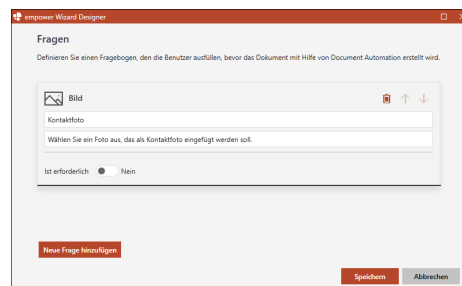 empower Wizard Designer
Fragen
Definieren Sie einen Fragebogen, den die Benutzer ausfüllen, bevor das Dokument mit Hilfe von Document Automation erstellt wird.
Bild
Kontaktfoto
Wählen Sie ein Foto aus, das als Kontaktfoto eingefügt werden soll.
Ist erforderlich Nein
Neue Frage hinzufügen
Speichern Abbrechen